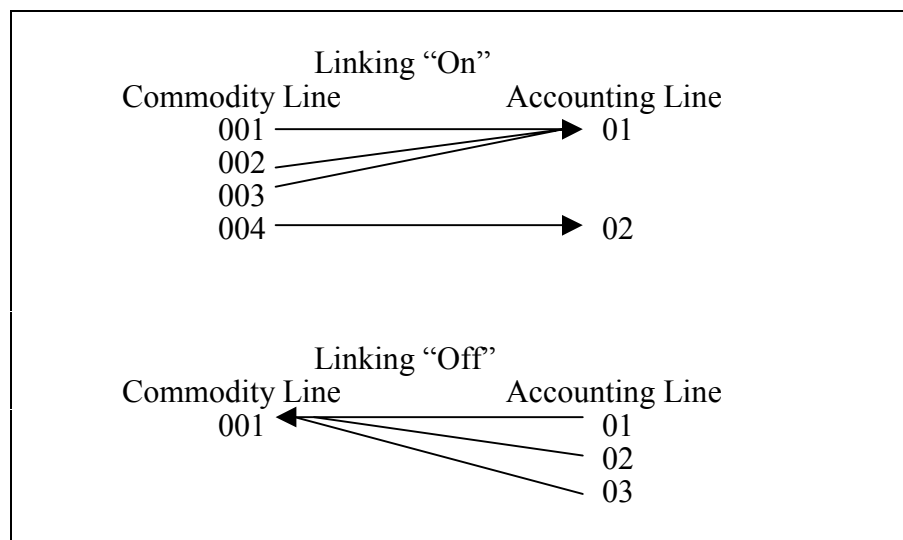 Linking “On”
Commodity Line Accounting Line
001 01
002
003
004 02
Linking “Off”
Commodity Line Accounting Line
001 01
02
03